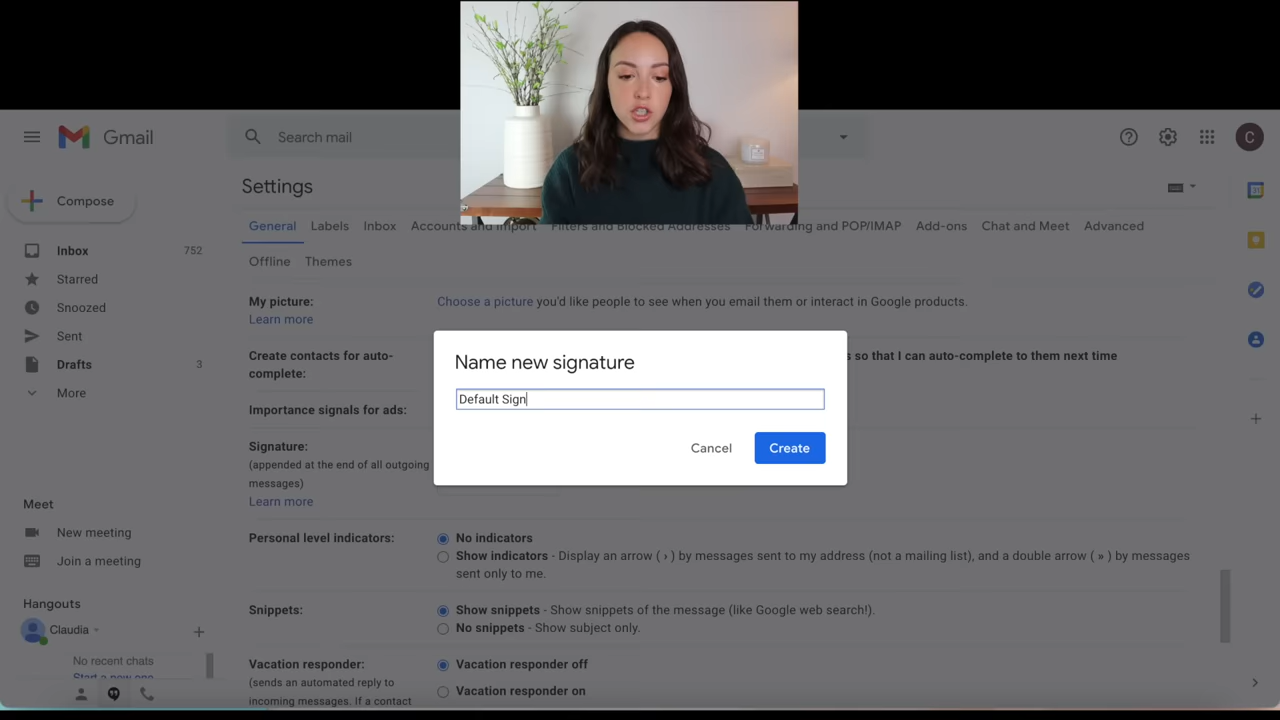 Gmail
Search mail
C
Compose
Settings
General Labels Inbox Accounts and Import Filters and Blocked Addresses Forwarding and POP/IMAP Add-ons Chat and Meet Advanced
Offline Themes
Inbox 752
Starred
Snoozed
Sent
Drafts 3
More
My picture:
Learn more
Choose a picture you'd like people to see when you email them or interact in Google products.
Create contacts for auto-
complete:
s so that I can auto-complete to them next time
Importance signals for ads:
Signature:
(appended at the end of all outgoing
messages)
Learn more
Name new signature
Default Sign
Cancel Create
Personal level indicators:
No indicators
Show indicators - Display an arrow ( › ) by messages sent to my address (not a mailing list), and a double arrow ( » ) by messages
sent only to me.
Snippets:
Show snippets - Show snippets of the message (like Google web search!).
No snippets - Show subject only.
Vacation responder:
(sends an automated reply to
incoming messages. If a contact
Vacation responder off
Vacation responder on
Meet
New meeting
Join a meeting
Hangouts
Claudia
No recent chats
Start a new one